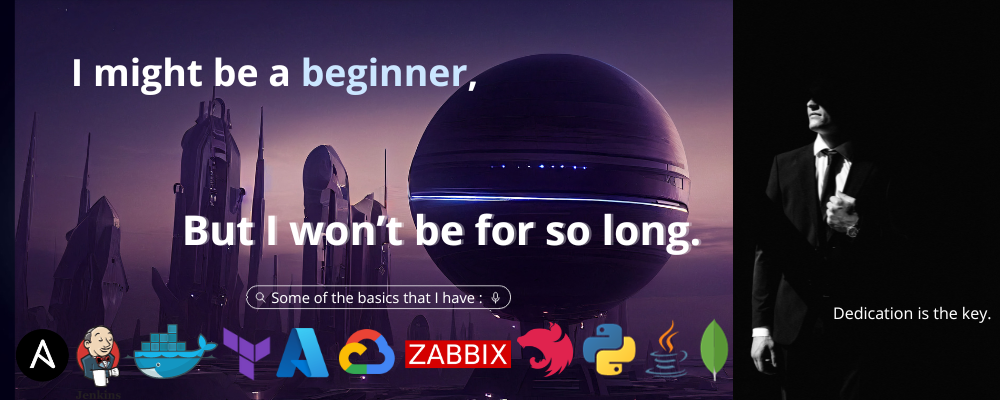 I might be a beginner,
But I won't be for so long.
Some of the basics that I have :
Dedication is the key.
ZABBIX
Jenkins